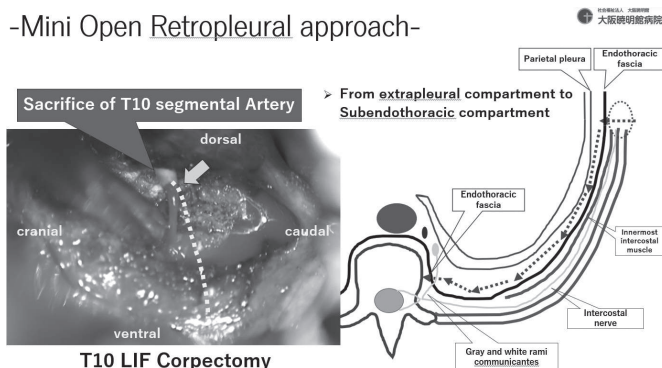 -Mini Open Retropleural approach-
社会福祉法人 大阪暁明館
大阪暁明館病院
Sacrifice of T10 segmental Artery
dorsal
cranial
caudal
ventral
T10 LIF Corpectomy
➢ From extrapleural compartment to
Subendothoracic compartment
Parietal pleura
Endothoracic
fascia
Endothoracic
fascia
Innermost
intercostal
muscle
Intercostal
nerve
Gray and white rami
communicantes